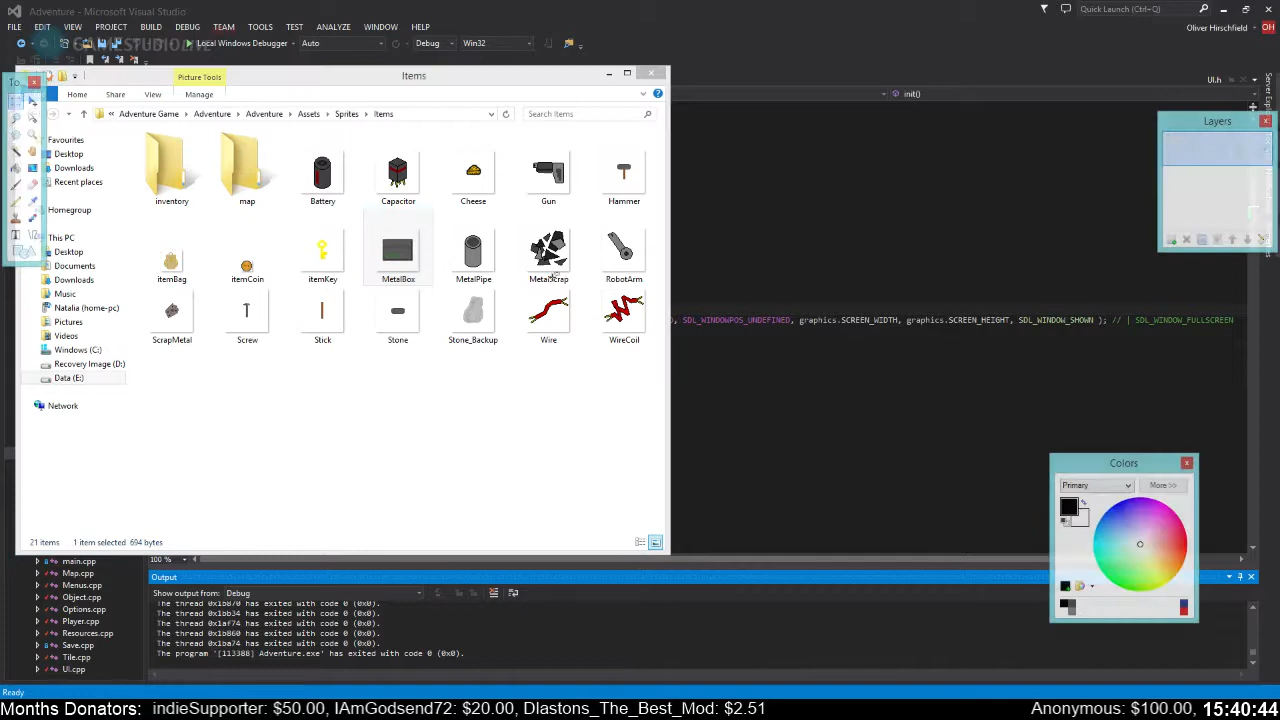 Adventure - Microsoft Visual Studio
Quick Launch (Ctrl+Q)
FILE EDIT VIEW PROJECT BUILD DEBUG TEAM TOOLS TEST ANALYZE WINDOW HELP
Oliver Hirschfield OH
Local Windows Debugger Auto Debug Win32
GAMESTUDIO.LIVE
Picture Tools
Items
UI.h
To...
Home Share View Manage
init()
Server Explorer
Adventure Game Adventure Adventure Assets Sprites Items
Search Items
Layers
Favourites
Desktop
Downloads
Recent places
Homegroup
This PC
Desktop
Documents
Downloads
Music
Natalia (home-pc)
Pictures
Videos
Windows (C:)
Recovery Image (D:)
Data (E:)
Network
inventory map Battery Capacitor Cheese Gun Hammer
itemBag itemCoin itemKey MetalBox MetalPipe MetalScrap RobotArm
ScrapMetal Screw Stick Stone Stone_Backup Wire WireCoil
SDL_WINDOWPOS_UNDEFINED, graphics.SCREEN_WIDTH, graphics.SCREEN_HEIGHT, SDL_WINDOW_SHOWN ); // | SDL_WINDOW_FULLSCREEN
Colors
Primary More >>
21 items 1 item selected 694 bytes
100 %
main.cpp
Map.cpp
Menus.cpp
Object.cpp
Options.cpp
Player.cpp
Resources.cpp
Save.cpp
Tile.cpp
UI.cpp
Output
Show output from: Debug
The thread 0x1b870 has exited with code 0 (0x0).
The thread 0x1bb34 has exited with code 0 (0x0).
The thread 0x1af74 has exited with code 0 (0x0).
The thread 0x1b860 has exited with code 0 (0x0).
The thread 0x1ba74 has exited with code 0 (0x0).
The program '[113388] Adventure.exe' has exited with code 0 (0x0).
Ready
Months Donators: indieSupporter: $50.00, IAmGodsend72: $20.00, Dlastons_The_Best_Mod: $2.51
Anonymous: $100.00, 15:40:44